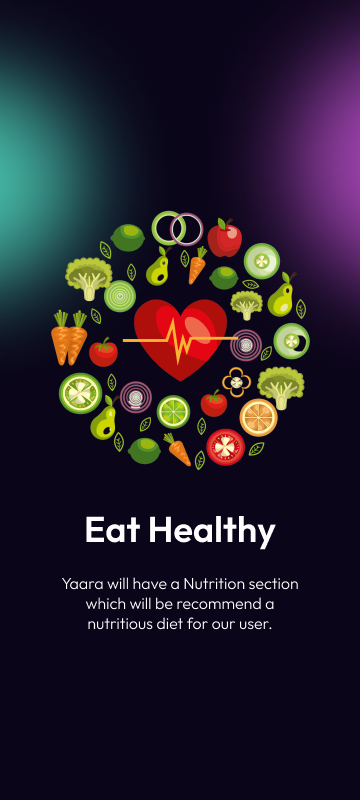 Eat Healthy
Yaara will have a Nutrition section
which will be recommend a
nutritious diet for our user.